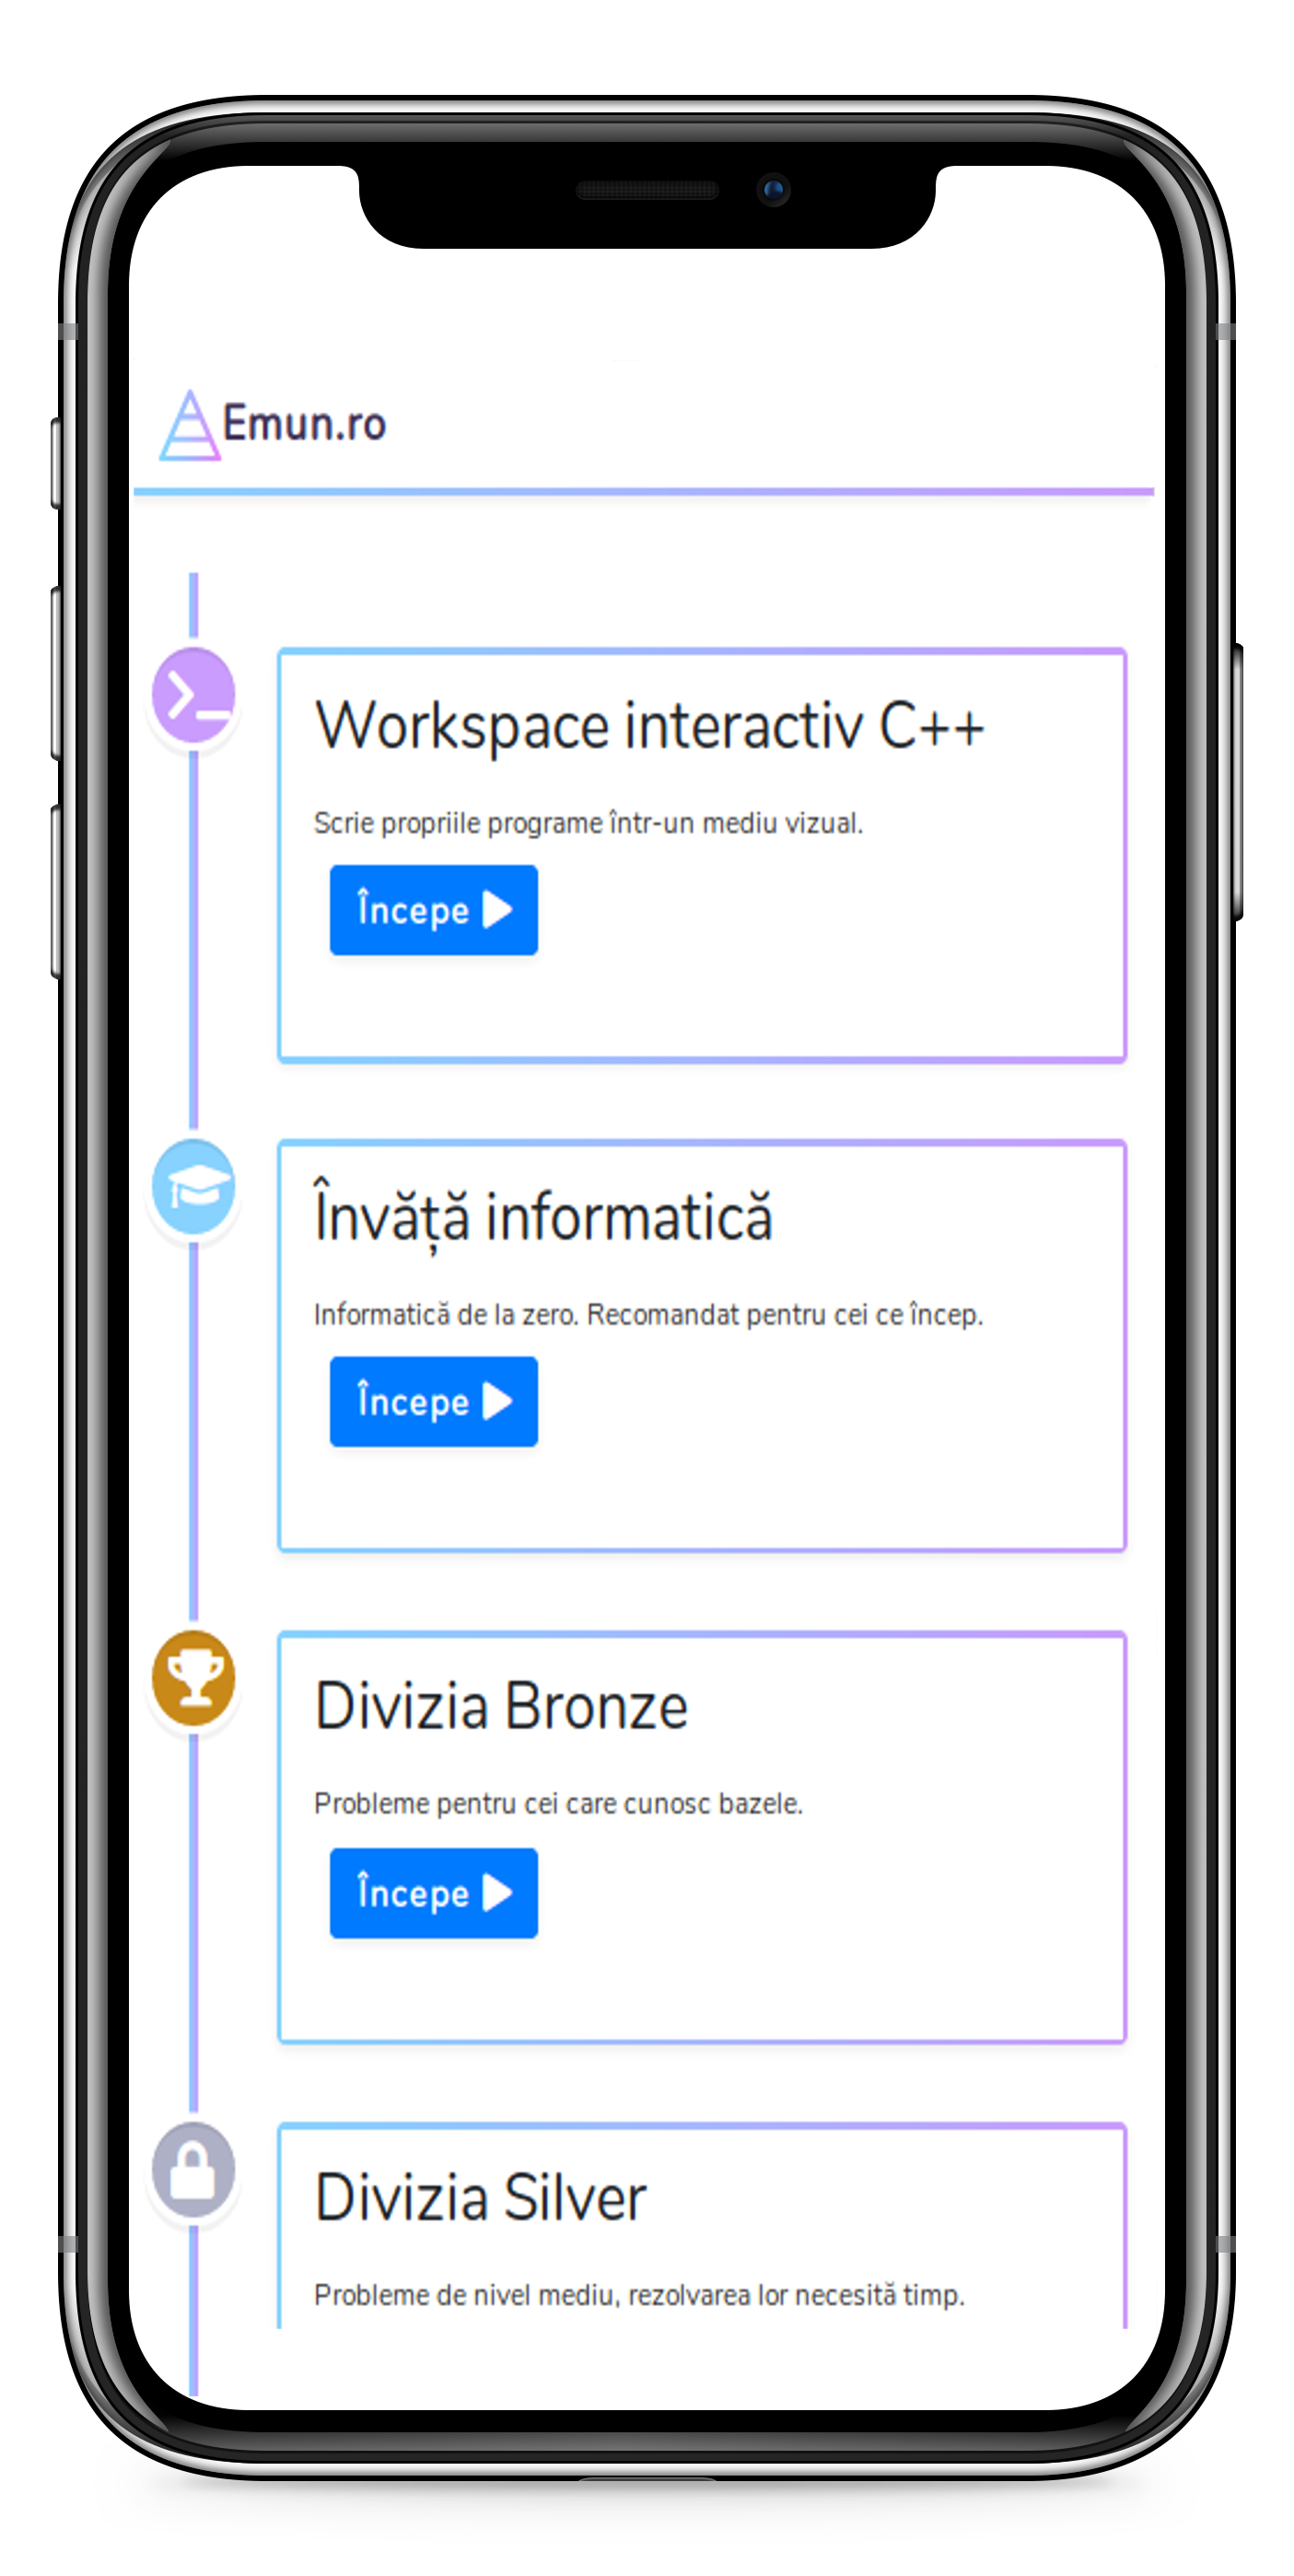 Emun.ro
Workspace interactiv C++
Scrie propriile programe într-un mediu vizual.
Începe
Învăță informatică
Informatică de la zero. Recomandat pentru cei ce încep.
Începe
Divizia Bronze
Probleme pentru cei care cunosc bazele.
Începe
Divizia Silver
Probleme de nivel mediu, rezolvarea lor necesită timp.